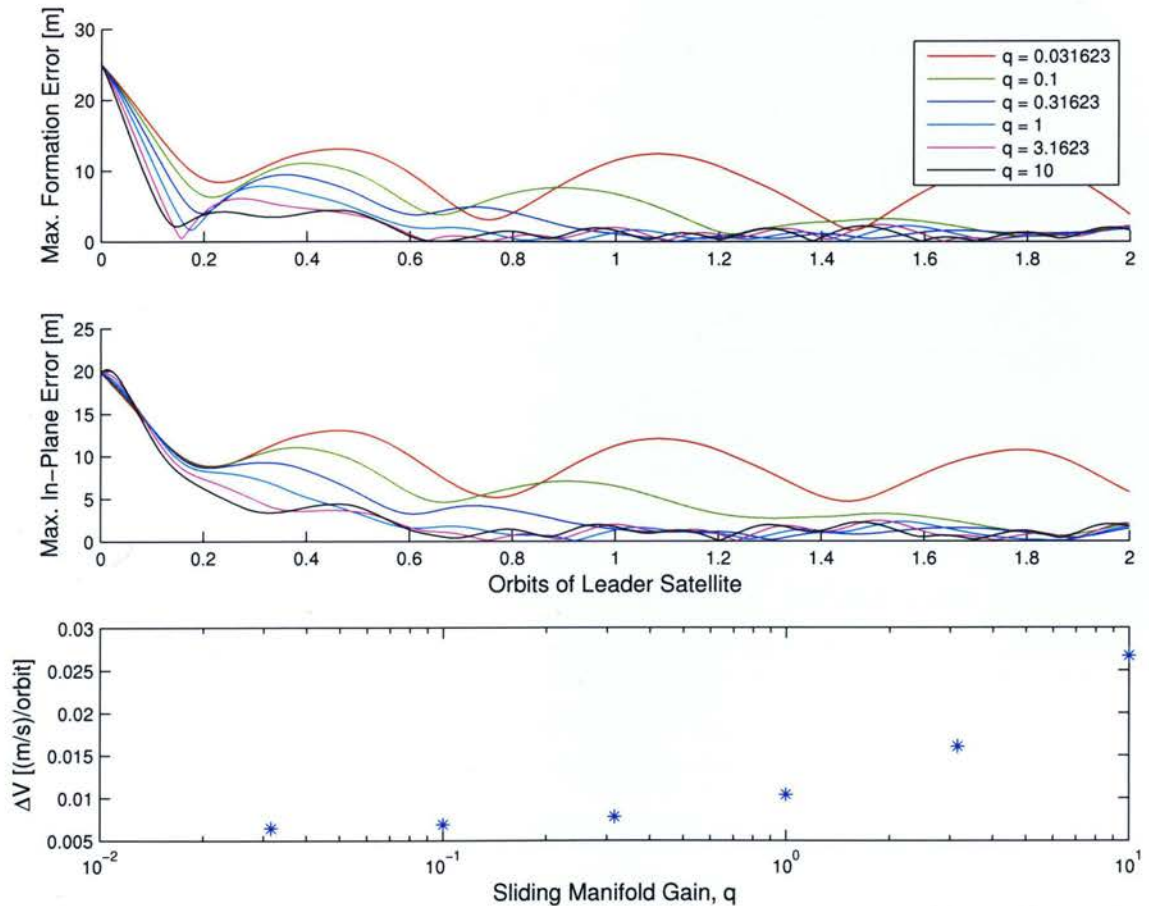 Max. Formation Error [m]
30
20
10
0
0 0.2 0.4 0.6 0.8 1 1.2 1.4 1.6 1.8 2
q = 0.031623
q = 0.1
q = 0.31623
q = 1
q = 3.1623
q = 10
Max. In-Plane Error [m]
25
20
15
10
5
0
0 0.2 0.4 0.6 0.8 1 1.2 1.4 1.6 1.8 2
Orbits of Leader Satellite
ΔV [(m/s)/orbit]
0.03
0.025
0.02
0.015
0.01
0.005
10^-2 10^-1 10^0 10^1
Sliding Manifold Gain, q